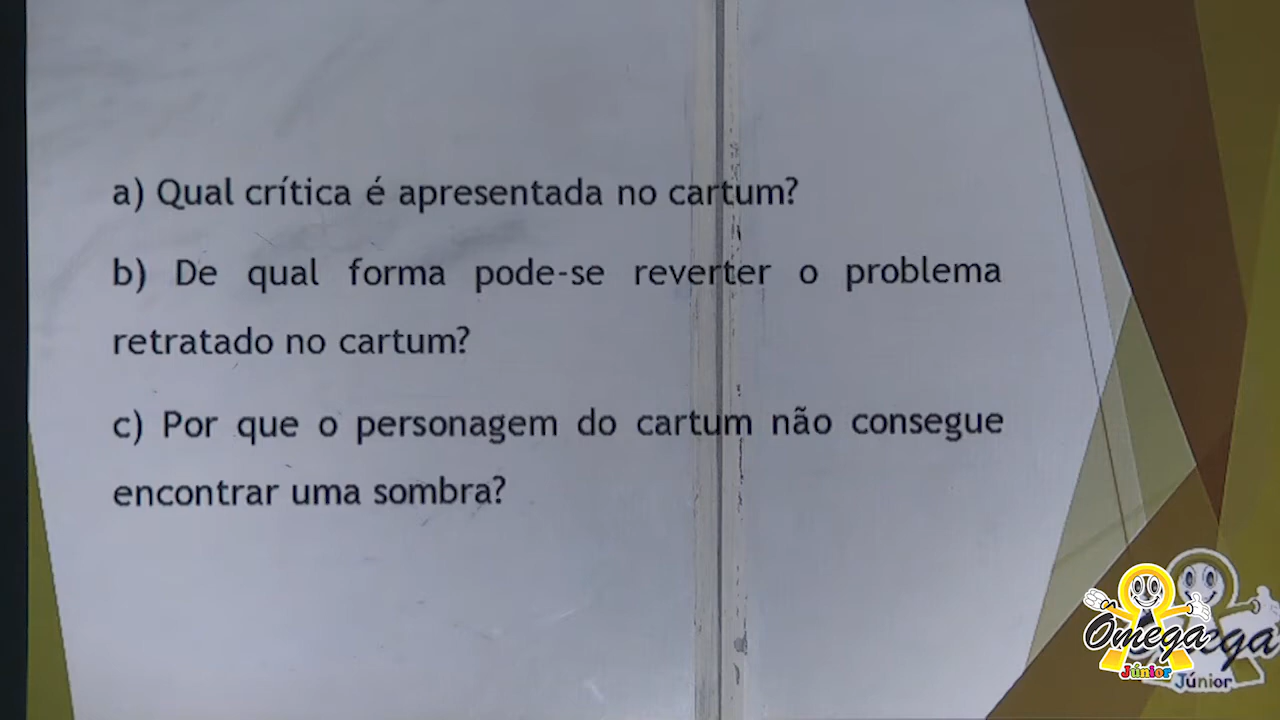 a) Qual crítica é apresentada no cartum?
b) De qual forma pode-se reverter o problema
retratado no cartum?
c) Por que o personagem do cartum não consegue
encontrar uma sombra?
Ômega
Júnior
Júnior